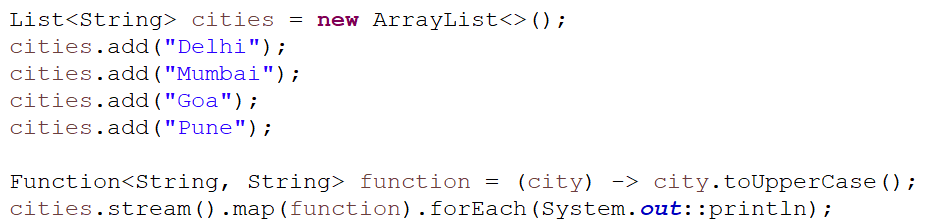 List<String> cities = new ArrayList<>();
cities.add("Delhi");
cities.add("Mumbai");
cities.add("Goa");
cities.add("Pune");
Function<String, String> function = (city) -> city.toUpperCase();
cities.stream().map(function).forEach(System.out::println);